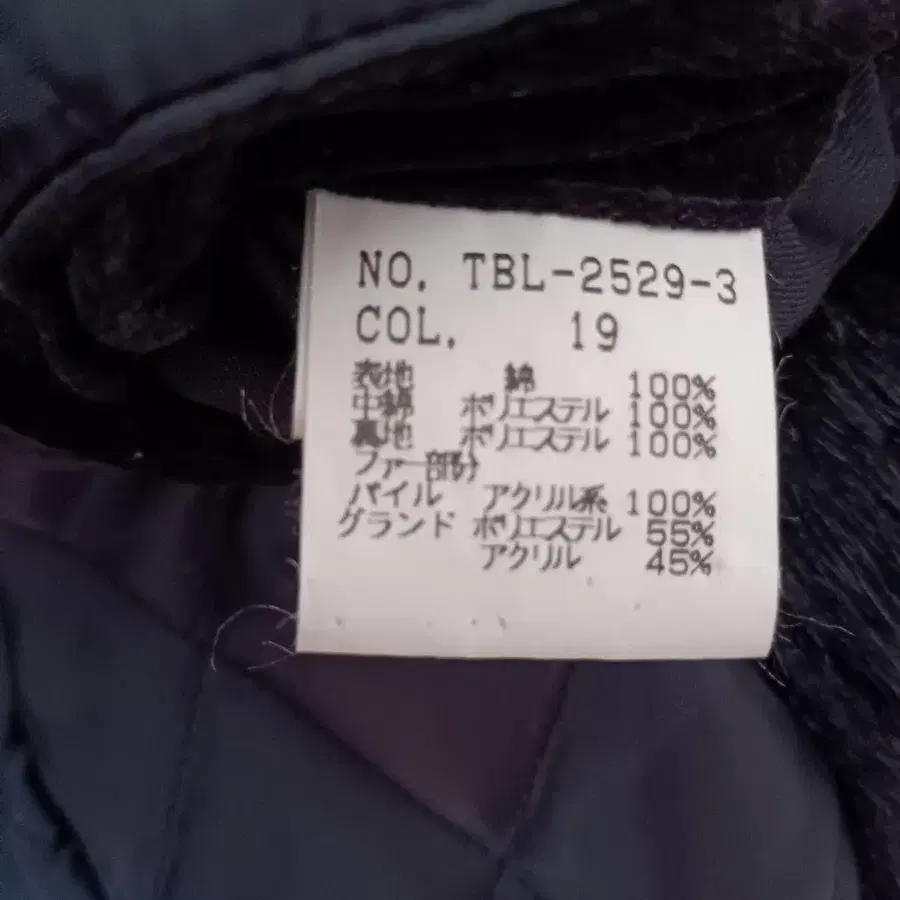 NO. TBL-2529-3
COL. 19
表地 綿 100%
中綿 ポリエステル 100%
裏地 ポリエステル 100%
ファー部分
パイル アクリル系 100%
グランド ポリエステル 55%
アクリル 45%